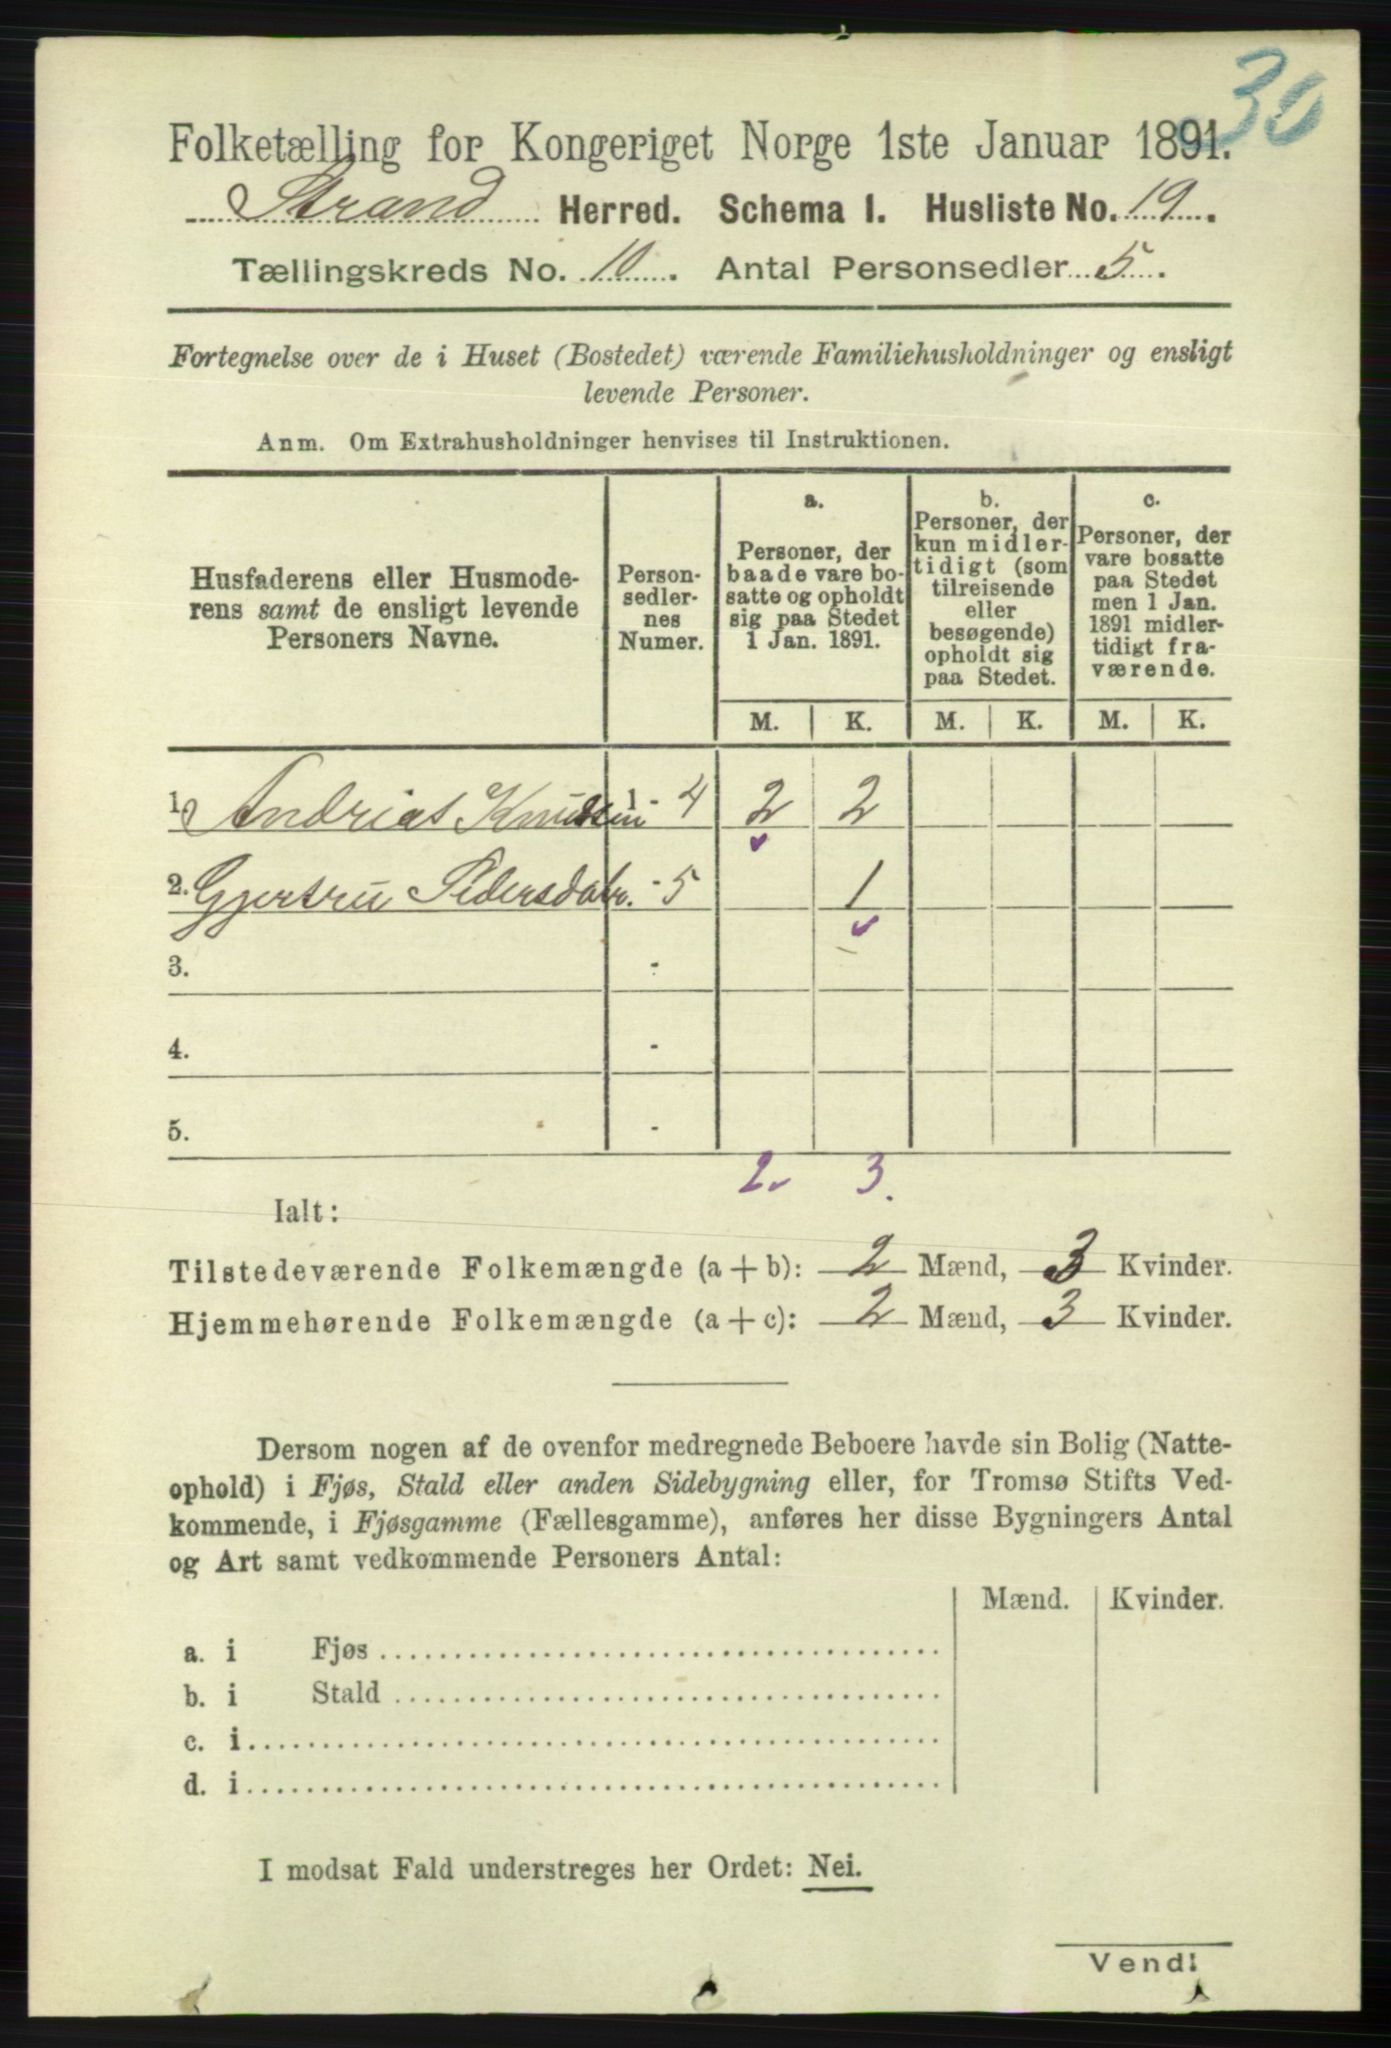 30
Folketælling for Kongeriget Norge 1ste Januar 1891.
Strand Herred. Schema 1. Husliste No. 19.
Tællingskreds No. 10. Antal Personsedler 5.
Fortegnelse over de i Huset (Bostedet) værende Familiehusholdninger og ensligt
levende Personer.
Anm. Om Extrahusholdninger henvises til Instruktionen.
Husfaderens eller Husmode-
rens samt de ensligt levende
Personers Navne.
Person-
sedler-
nes
Numer.
a.
Personer, der
baade vare bo-
satte og opholdt
sig paa Stedet
1 Jan. 1891.
b.
Personer, der
kun midler-
tidigt (som
tilreisende
eller
besøgende)
opholdt sig
paa Stedet.
c.
Personer, der
vare bosatte
paa Stedet
men 1 Jan.
1891 midler-
tidigt fra-
værende.
M. K. M. K. M. K.
1. Andrias Knudsen 1 - 4 2 2
2. Gjertru Pedersdatr. - 5 1
3. -
4. -
5. -
2 3.
Ialt:
Tilstedeværende Folkemængde (a + b): 2 Mænd, 3 Kvinder.
Hjemmehørende Folkemængde (a + c): 2 Mænd, 3 Kvinder.
Dersom nogen af de ovenfor medregnede Beboere havde sin Bolig (Natte-
ophold) i Fjøs, Stald eller anden Sidebygning eller, for Tromsø Stifts Ved-
kommende, i Fjøsgamme (Fællesgamme), anføres her disse Bygningers Antal
og Art samt vedkommende Personers Antal:
Mænd. Kvinder.
a. i Fjøs
b. i Stald
c. i
d. i
I modsat Fald understreges her Ordet: Nei.
Vend!